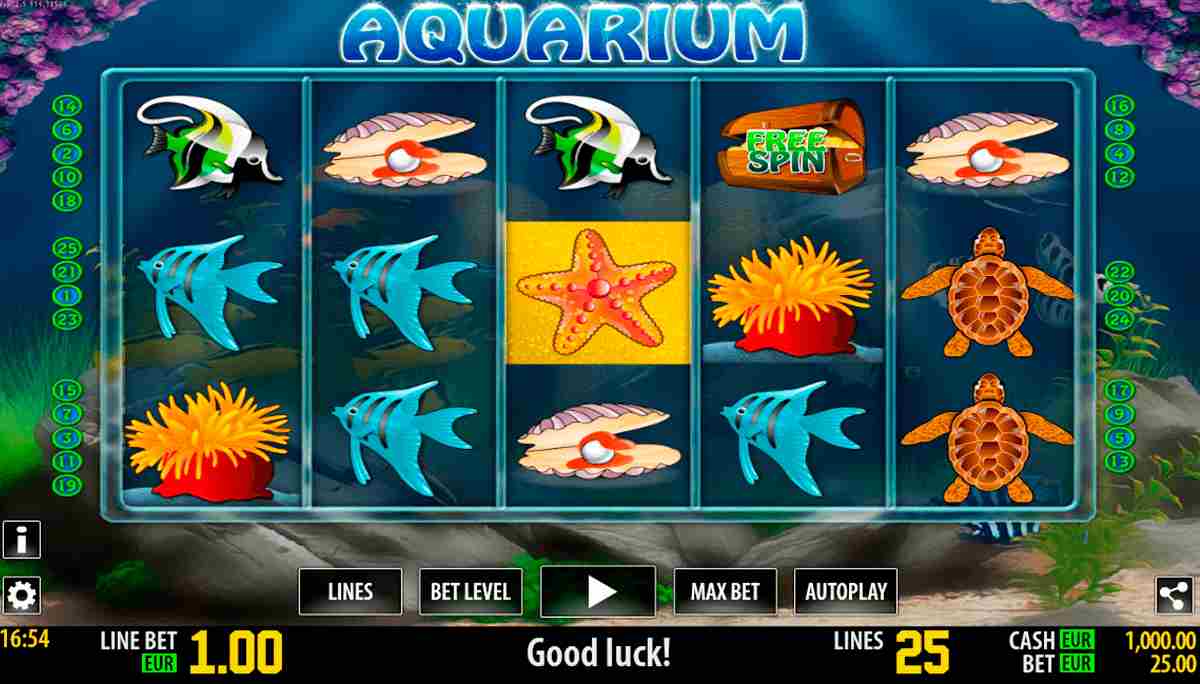 AQUARIUM
FREE
SPIN
14
6
2
10
18
16
8
4
12
25
21
1
23
22
20
24
15
7
3
11
19
17
9
5
13
i
LINES
BET LEVEL
MAX BET
AUTOPLAY
16:54
LINE BET
EUR
1.00
Good luck!
LINES
25
CASH EUR 1,000.00
BET EUR 25.00